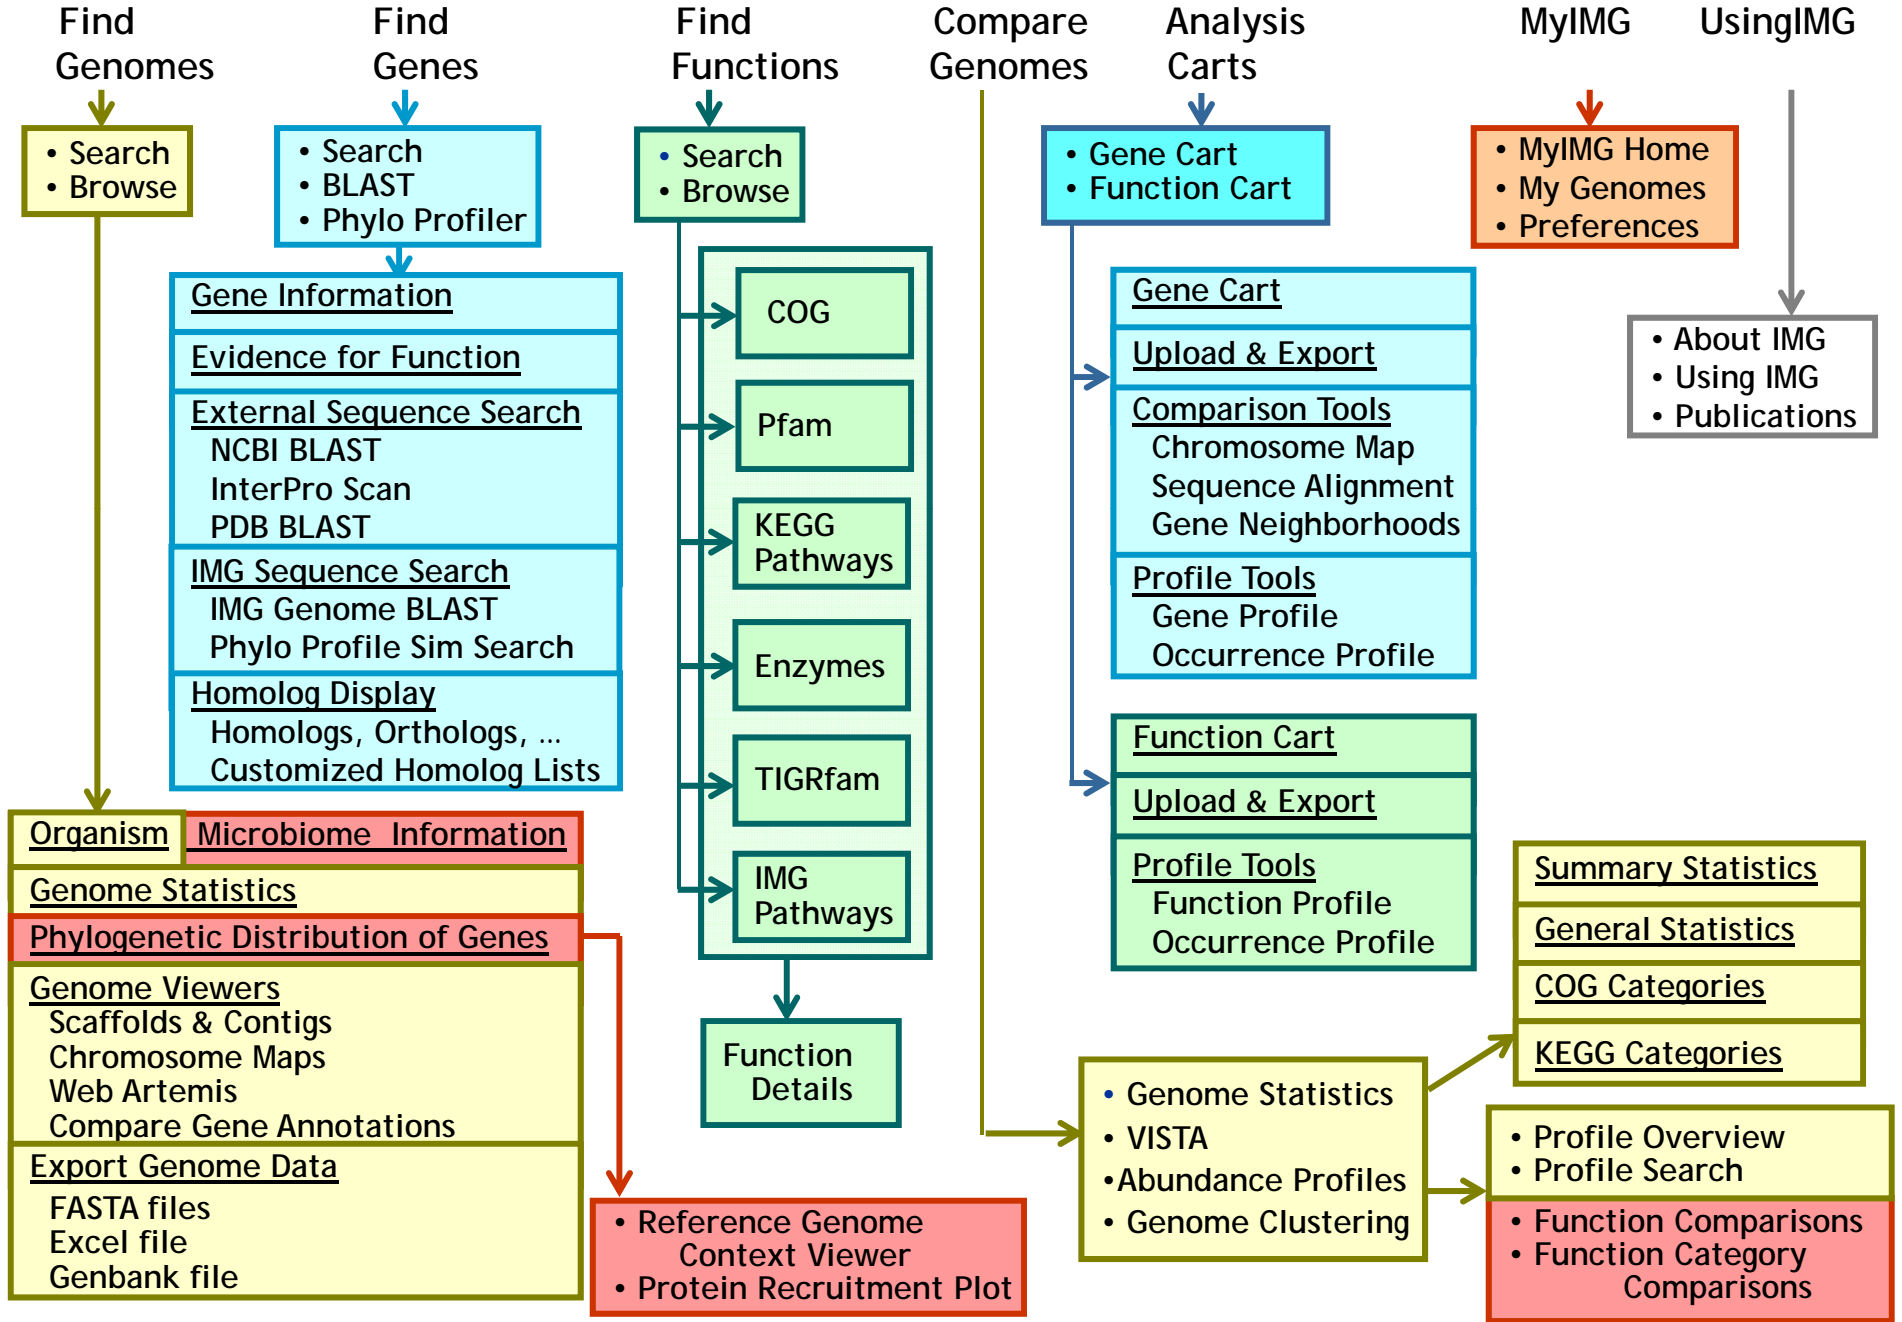 Find
Genomes
Find
Genes
Find
Functions
Compare
Genomes
Analysis
Carts
MyIMG
UsingIMG
• Search
• Browse
• Search
• BLAST
• Phylo Profiler
• Search
• Browse
• Gene Cart
• Function Cart
• MyIMG Home
• My Genomes
• Preferences
• About IMG
• Using IMG
• Publications
Gene Information
Evidence for Function
External Sequence Search
NCBI BLAST
InterPro Scan
PDB BLAST
IMG Sequence Search
IMG Genome BLAST
Phylo Profile Sim Search
Homolog Display
Homologs, Orthologs, ...
Customized Homolog Lists
COG
Pfam
KEGG
Pathways
Enzymes
TIGRfam
IMG
Pathways
Function
Details
Gene Cart
Upload & Export
Comparison Tools
Chromosome Map
Sequence Alignment
Gene Neighborhoods
Profile Tools
Gene Profile
Occurrence Profile
Function Cart
Upload & Export
Profile Tools
Function Profile
Occurrence Profile
Organism Microbiome Information
Genome Statistics
Phylogenetic Distribution of Genes
Genome Viewers
Scaffolds & Contigs
Chromosome Maps
Web Artemis
Compare Gene Annotations
Export Genome Data
FASTA files
Excel file
Genbank file
• Reference Genome
Context Viewer
• Protein Recruitment Plot
• Genome Statistics
• VISTA
•Abundance Profiles
• Genome Clustering
Summary Statistics
General Statistics
COG Categories
KEGG Categories
• Profile Overview
• Profile Search
• Function Comparisons
• Function Category
Comparisons